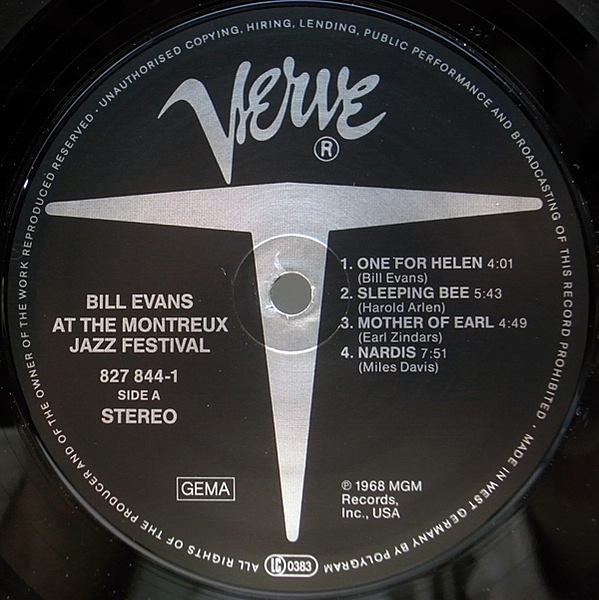 Verve
®
1. ONE FOR HELEN 4:01
(Bill Evans)
2. SLEEPING BEE 5:43
(Harold Arlen)
3. MOTHER OF EARL 4:49
(Earl Zindars)
4. NARDIS 7:51
(Miles Davis)
BILL EVANS
AT THE MONTREUX
JAZZ FESTIVAL
827 844-1
SIDE A
STEREO
GEMA
℗ 1968 MGM
Records,
Inc., USA
ALL RIGHTS OF THE PRODUCER AND OF THE OWNER OF THE WORK REPRODUCED RESERVED · UNAUTHORISED COPYING, HIRING, LENDING, PUBLIC PERFORMANCE AND BROADCASTING OF THIS RECORD PROHIBITED · MADE IN WEST GERMANY BY POLYGRAM
LC 0383